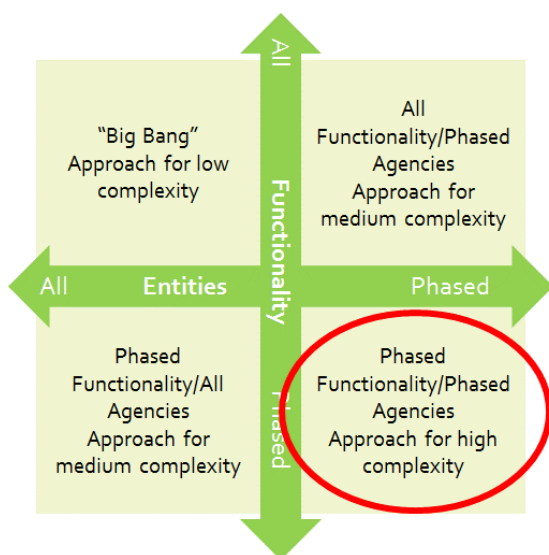 All
“Big Bang”
Approach for low
complexity
All
Functionality/Phased
Agencies
Approach for
medium complexity
Functionality
All
Entities
Phased
Phased
Functionality/All
Agencies
Approach for
medium complexity
Phased
Phased
Functionality/Phased
Agencies
Approach for high
complexity